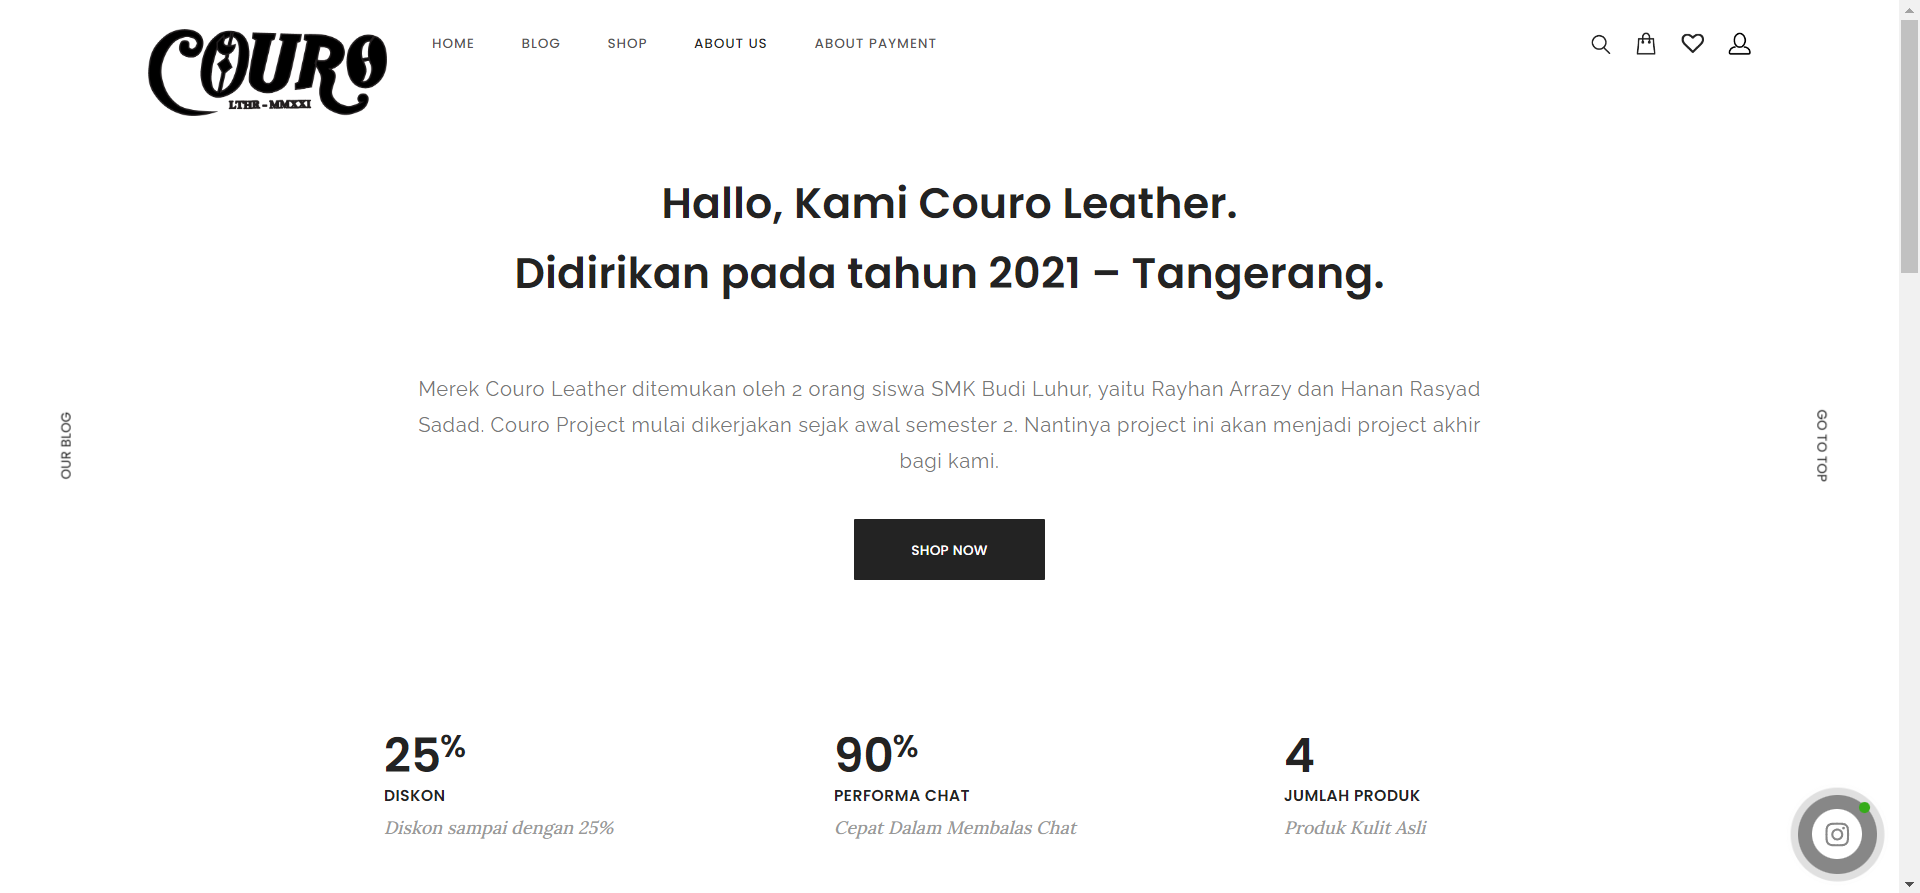 COURO
LTHR - MMXXI
HOME
BLOG
SHOP
ABOUT US
ABOUT PAYMENT
Hallo, Kami Couro Leather.
Didirikan pada tahun 2021 – Tangerang.
Merek Couro Leather ditemukan oleh 2 orang siswa SMK Budi Luhur, yaitu Rayhan Arrazy dan Hanan Rasyad
Sadad. Couro Project mulai dikerjakan sejak awal semester 2. Nantinya project ini akan menjadi project akhir
bagi kami.
OUR BLOG
GO TO TOP
SHOP NOW
25%
DISKON
Diskon sampai dengan 25%
90%
PERFORMA CHAT
Cepat Dalam Membalas Chat
4
JUMLAH PRODUK
Produk Kulit Asli